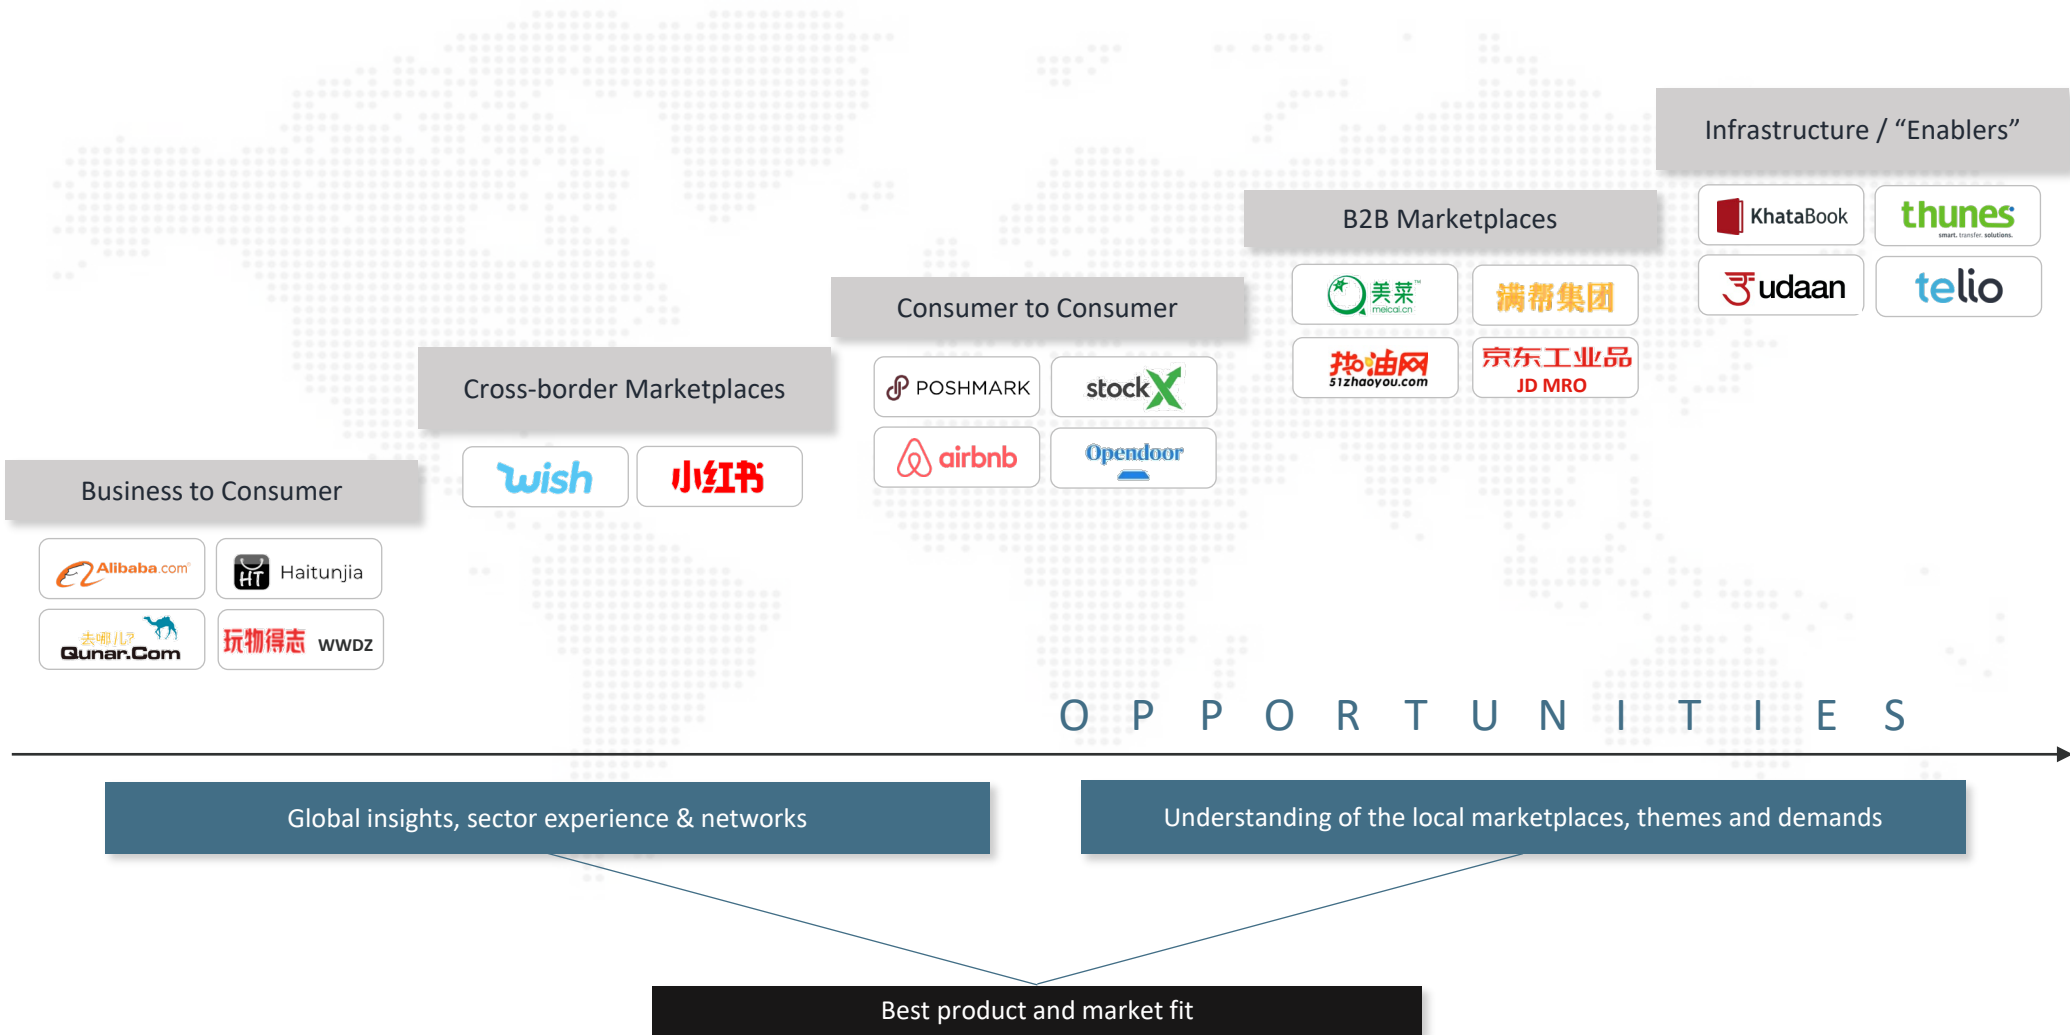 Infrastructure / “Enablers”
KhataBook
thunes
smart. transfer. solutions.
udaan
telio
B2B Marketplaces
美菜™
meicai.cn
满帮集团
找油网
51zhaoyou.com
京东工业品
JD MRO
Consumer to Consumer
POSHMARK
stockX
airbnb
Opendoor
Cross-border Marketplaces
wish
小红书
Business to Consumer
Alibaba.com®
HT Haitunjia
去哪儿?
Qunar.Com
玩物得志 WWDZ
OPPORTUNITIES
Global insights, sector experience & networks
Understanding of the local marketplaces, themes and demands
Best product and market fit